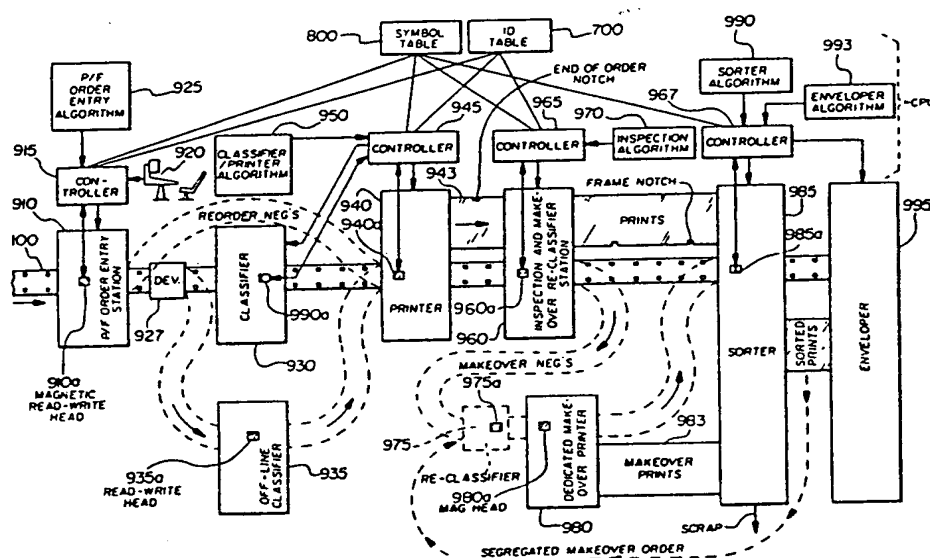 800
SYMBOL
TABLE
ID
TABLE
700
990
993
P/F
ORDER
ENTRY
ALGORITHM
925
END OF ORDER
NOTCH
SORTER
ALGORITHM
967
ENVELOPER
ALGORITHM
CPU
950
945
965
970
915
920
CLASSIFIER
/PRINTER
ALGORITHM
CONTROLLER
CONTROLLER
INSPECTION
ALGORITHM
CONTROLLER
CON-
TROLLER
943
FRAME NOTCH
985
910
REORDER NEG'S
940
940a
PRINTS
995
100
P/F ORDER ENTRY
STATION
DEV.
927
CLASSIFIER
990a
PRINTER
960a
INSPECTION AND MAKE-
OVER RE-CLASSIFIER
STATION
985a
960
930
910a
MAGNETIC
READ-WRITE
HEAD
MAKEOVER NEG'S
SORTER
SORTED
PRINTS
ENVELOPER
975a
975
983
935a
READ-WRITE
HEAD
OFF-LINE
CLASSIFIER
935
RE-CLASSIFIER
980a
MAG HEAD
DEDICATED MAKE-
OVER PRINTER
980
MAKEOVER
PRINTS
SCRAP
SEGREGATED MAKEOVER ORDER